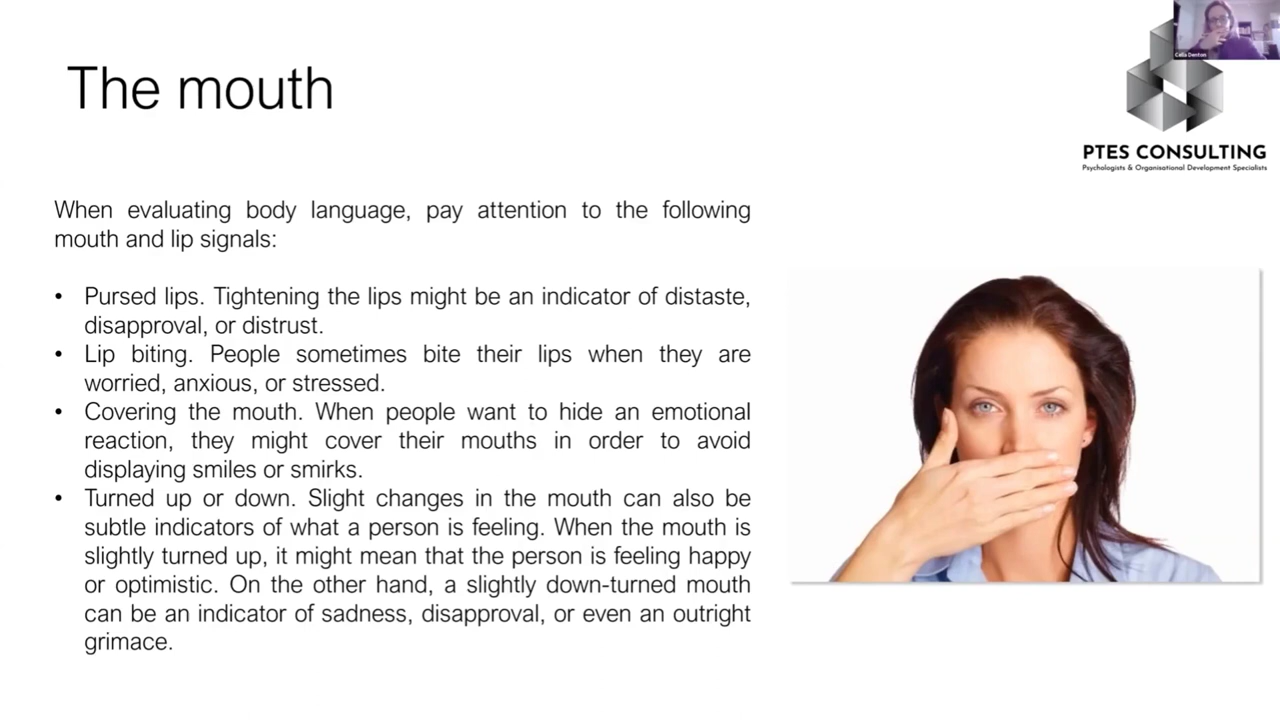 Celia Denton
The mouth
PTES CONSULTING
Psychologists & Organisational Development Specialists
When evaluating body language, pay attention to the following
mouth and lip signals:
• Pursed lips. Tightening the lips might be an indicator of distaste,
disapproval, or distrust.
• Lip biting. People sometimes bite their lips when they are
worried, anxious, or stressed.
• Covering the mouth. When people want to hide an emotional
reaction, they might cover their mouths in order to avoid
displaying smiles or smirks.
• Turned up or down. Slight changes in the mouth can also be
subtle indicators of what a person is feeling. When the mouth is
slightly turned up, it might mean that the person is feeling happy
or optimistic. On the other hand, a slightly down-turned mouth
can be an indicator of sadness, disapproval, or even an outright
grimace.